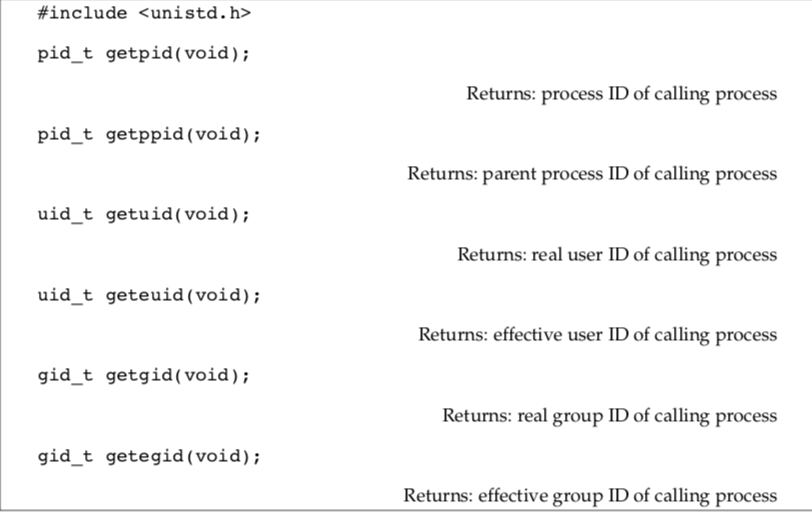 #include <unistd.h>
pid_t getpid(void);
Returns: process ID of calling process
pid_t getppid(void);
Returns: parent process ID of calling process
uid_t getuid(void);
Returns: real user ID of calling process
uid_t geteuid(void);
Returns: effective user ID of calling process
gid_t getgid(void);
Returns: real group ID of calling process
gid_t getegid(void);
Returns: effective group ID of calling process